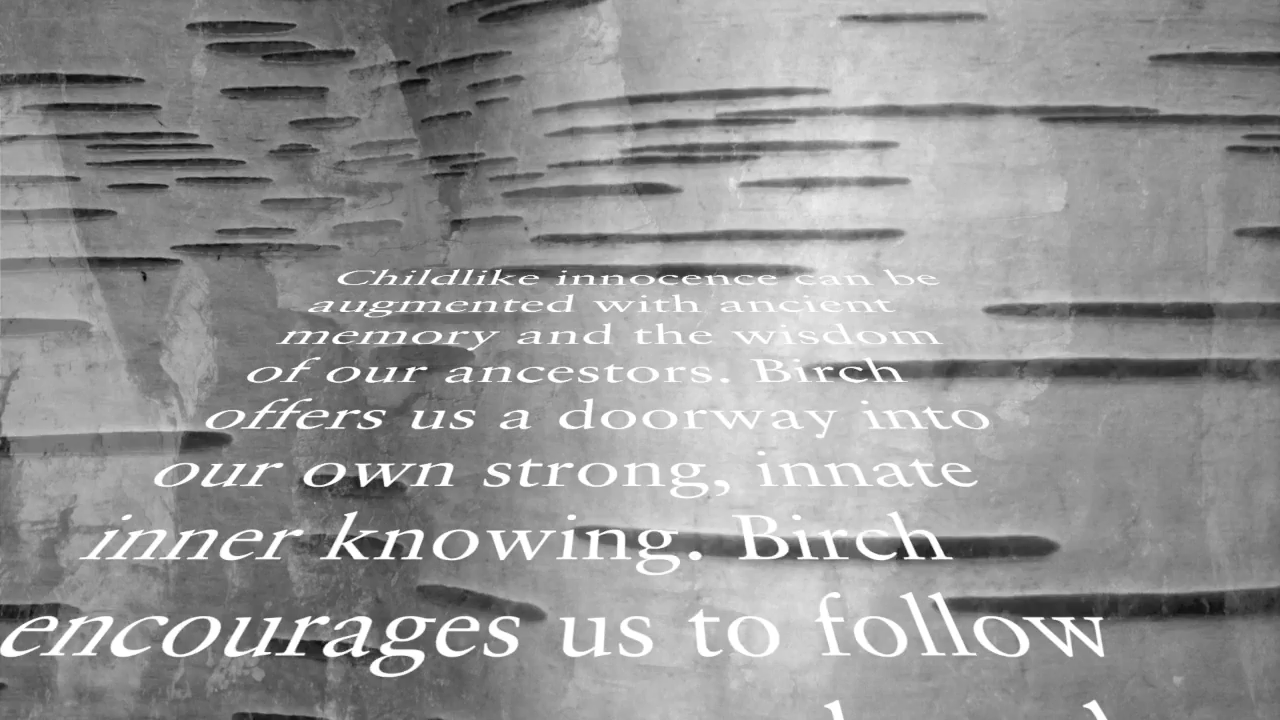 Childlike innocence can be
augmented with ancient
memory and the wisdom
of our ancestors. Birch
offers us a doorway into
our own strong, innate
inner knowing. Birch
encourages us to follow